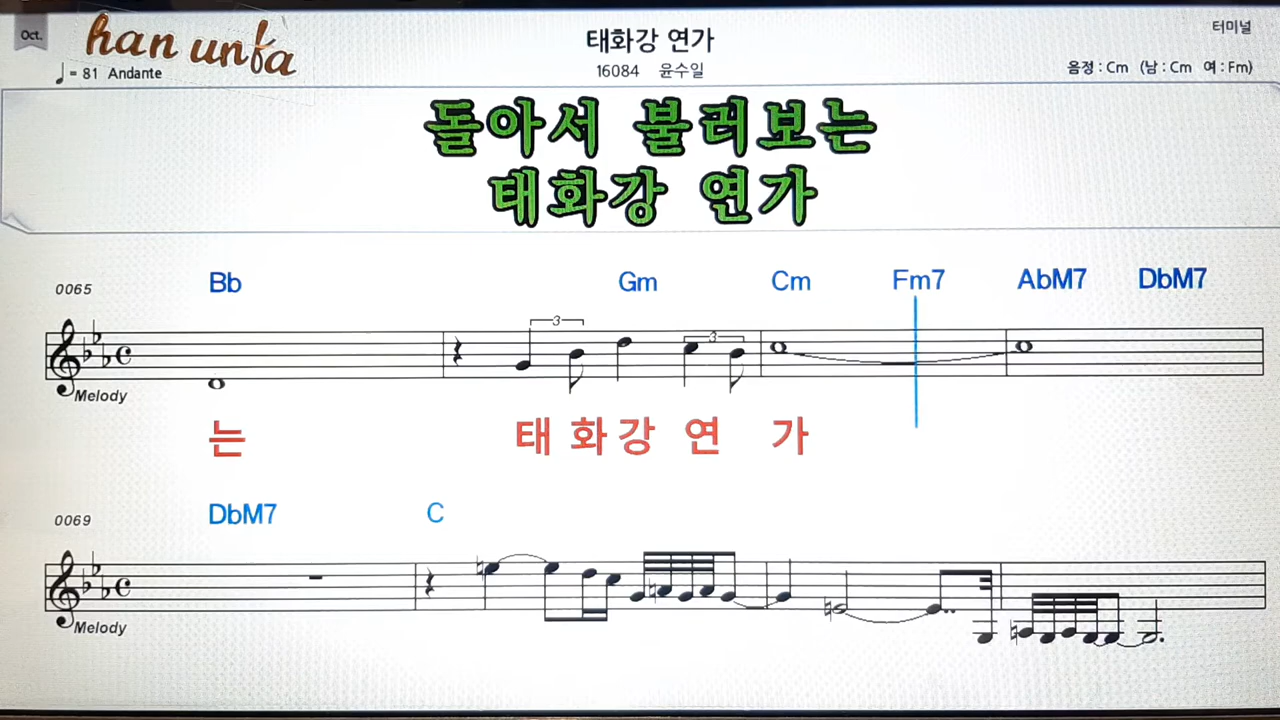 Oct.
han unfa
태화강 연가
터미널
♩= 81 Andante
16084 윤수일
음정 : Cm (남 : Cm 여 : Fm)
돌아서 불러보는
태화강 연가
0065
Bb Gm Cm Fm7 AbM7 DbM7
3 3
Melody
는 태 화 강 연 가
0069
DbM7 C
Melody